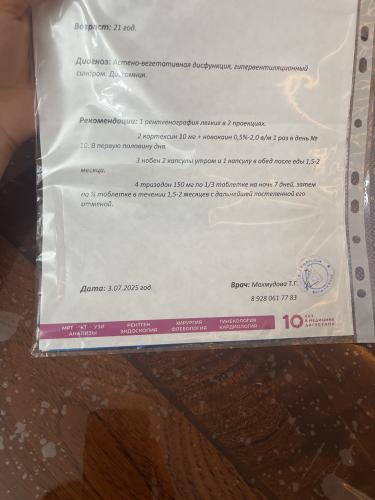 Возраст: 21 год.
Диагноз: Астено-вегетативная дисфункция, гипервентиляционный
синдром. Диссомния.
Рекомендации: 1 рентгенография легких в 2 проекциях.
2 кортексин 10 мг + новокаин 0,5%-2,0 в/м 1 раз в день №
10. В первую половину дня.
3 нобен 2 капсулы утром и 1 капсулу в обед после еды 1,5-2
месяца.
4 тразодон 150 мг по 1/3 таблетке на ночь 7 дней, затем
по ½ таблетке в течении 1,5-2 месяцев с дальнейшей постепенной его
отменой.
Дата: 3.07.2025 год.
Врач: Махмудова Т.Г.
8 928 061 77 83
МРТ КТ УЗИ
АНАЛИЗЫ
РЕНТГЕН
ЭНДОСКОПИЯ
ХИРУРГИЯ
ФЛЕБОЛОГИЯ
ГИНЕКОЛОГИЯ
КАРДИОЛОГИЯ
10 ЛЕТ
В МЕДИЦИНЕ
ДАГЕСТАНА